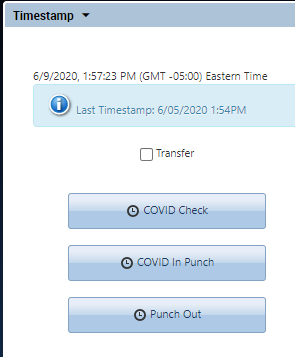 Timestamp
6/9/2020, 1:57:23 PM (GMT -05:00) Eastern Time
Last Timestamp: 6/05/2020 1:54PM
Transfer
COVID Check
COVID In Punch
Punch Out